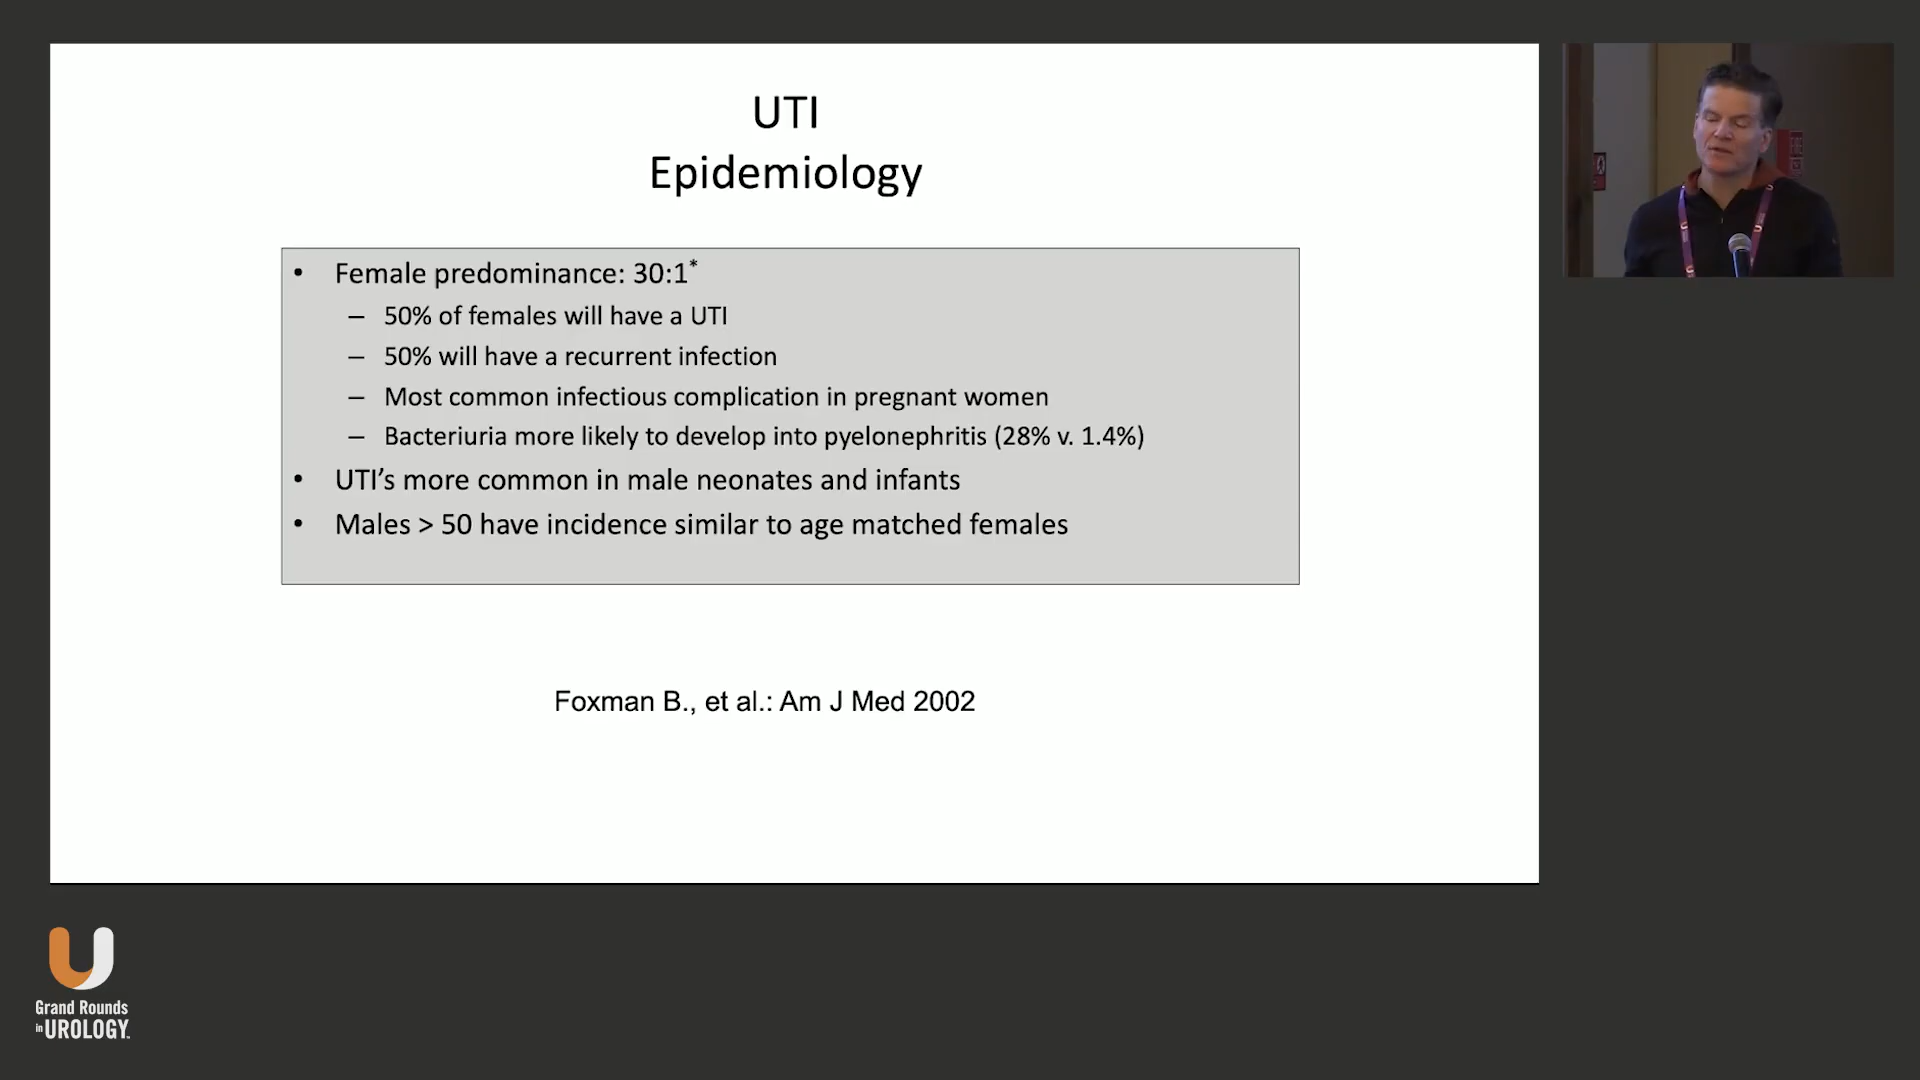 UTI
Epidemiology
• Female predominance: 30:1*
– 50% of females will have a UTI
– 50% will have a recurrent infection
– Most common infectious complication in pregnant women
– Bacteriuria more likely to develop into pyelonephritis (28% v. 1.4%)
• UTI’s more common in male neonates and infants
• Males > 50 have incidence similar to age matched females
Foxman B., et al.: Am J Med 2002
Grand Rounds
in UROLOGY™